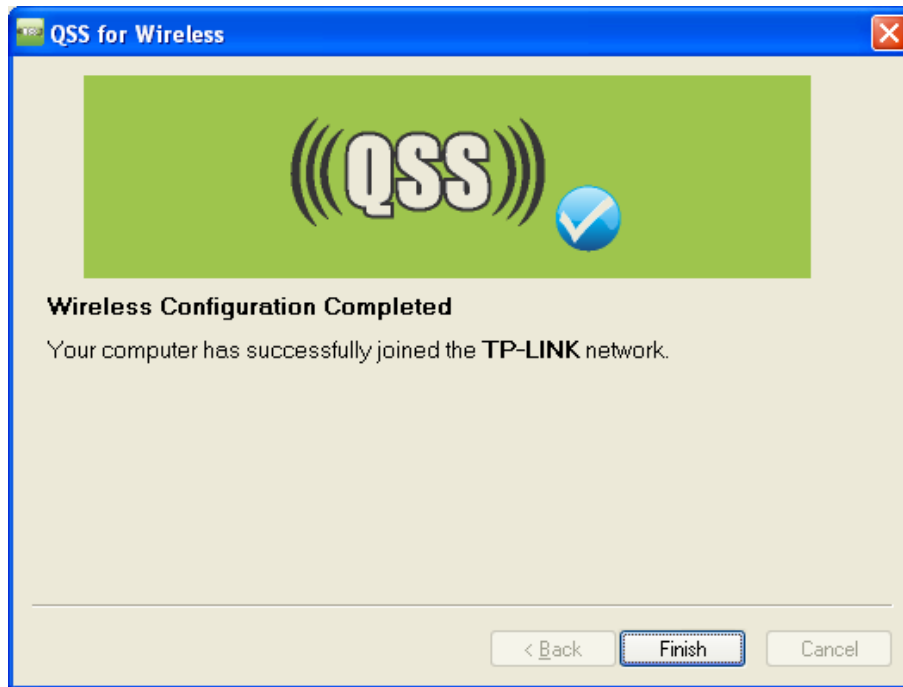 QSS for Wireless
(((QSS)))
Wireless Configuration Completed
Your computer has successfully joined the TP-LINK network.
< Back Finish Cancel